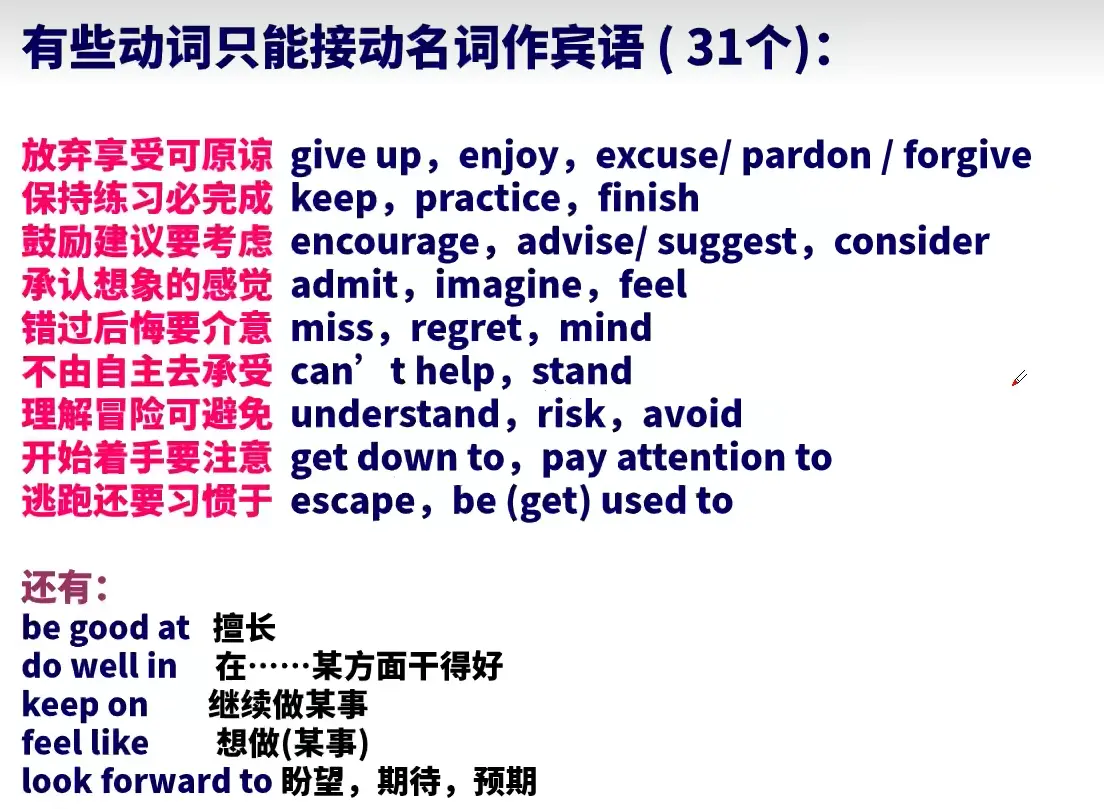 有些动词只能接动名词作宾语 ( 31个)：
放弃享受可原谅 give up，enjoy，excuse/ pardon / forgive
保持练习必完成 keep，practice，finish
鼓励建议要考虑 encourage，advise/ suggest，consider
承认想象的感觉 admit，imagine，feel
错过后悔要介意 miss，regret，mind
不由自主去承受 can’t help，stand
理解冒险可避免 understand，risk，avoid
开始着手要注意 get down to，pay attention to
逃跑还要习惯于 escape，be (get) used to
还有：
be good at 擅长
do well in 在……某方面干得好
keep on 继续做某事
feel like 想做(某事)
look forward to 盼望，期待，预期